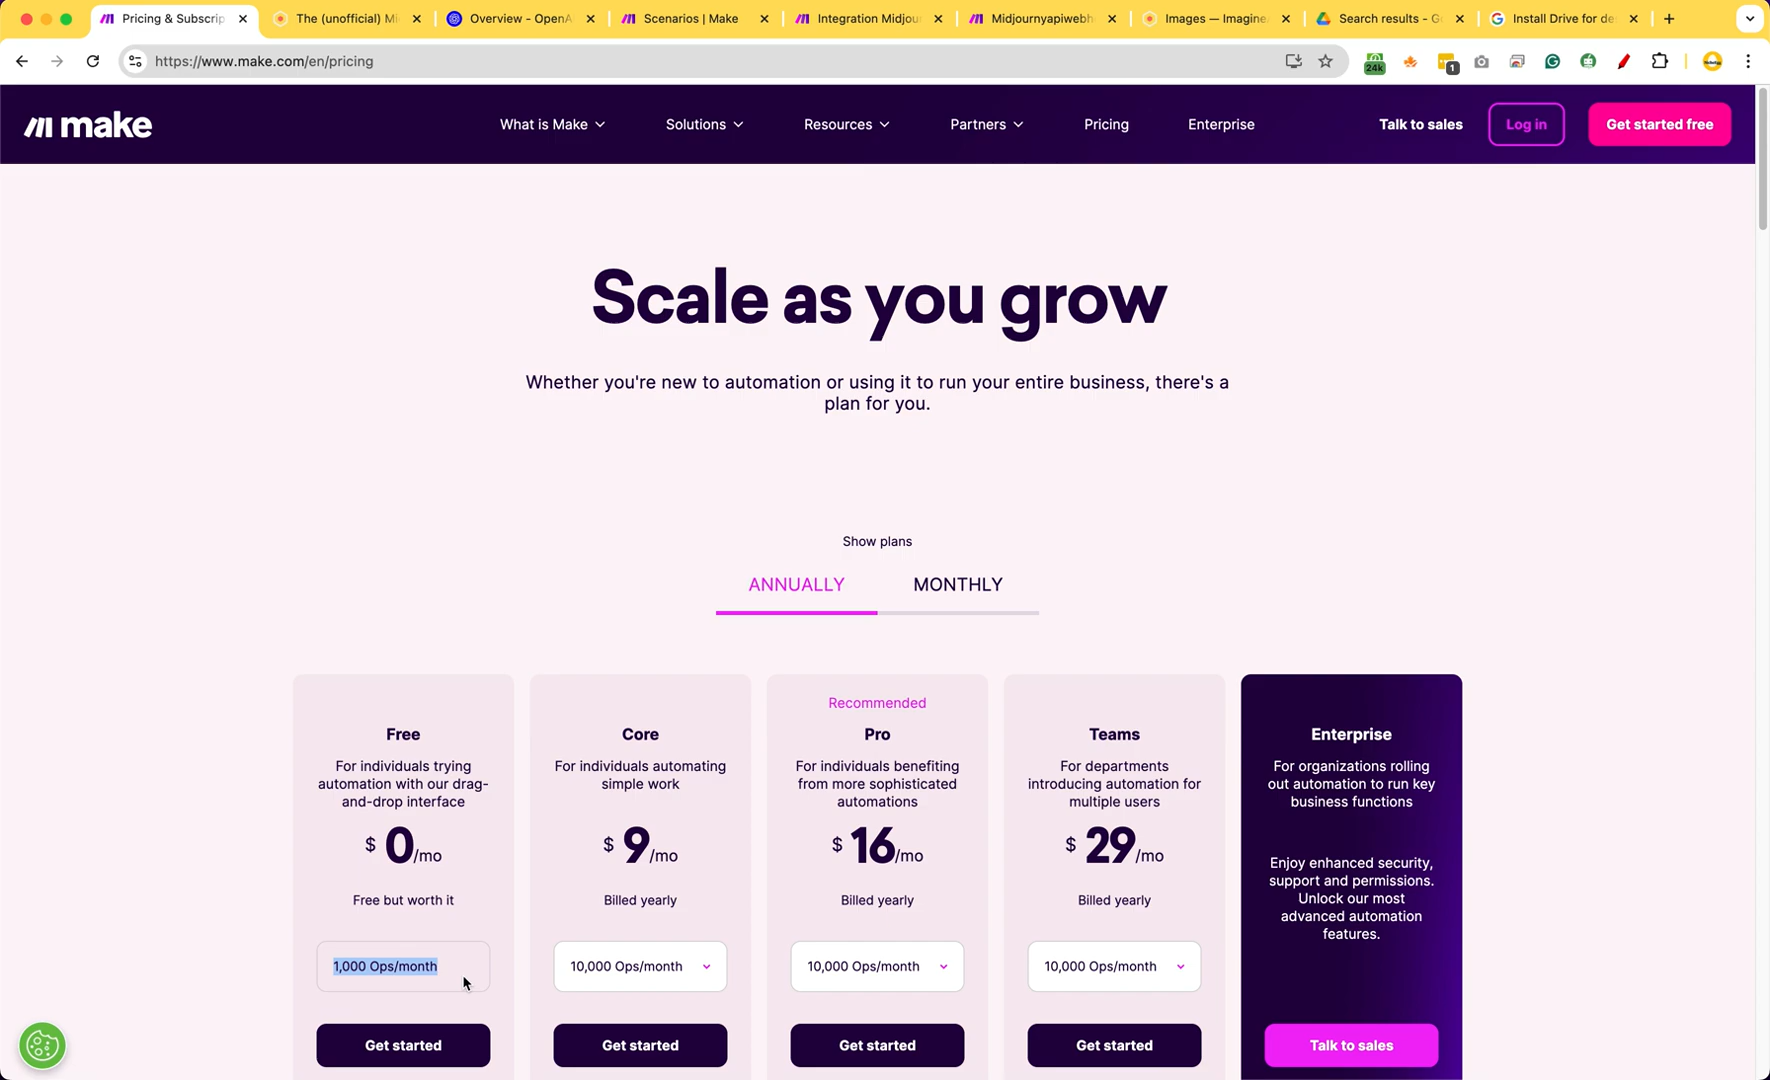 Pricing & Subscrip
The (unofficial) Mi
Overview - OpenA
Scenarios | Make
Integration Midjou
Midjournyapiwebh
Images — Imagine
Search results - G
Install Drive for de
https://www.make.com/en/pricing
24k
1
make
What is Make
Solutions
Resources
Partners
Pricing
Enterprise
Talk to sales
Log in
Get started free
Scale as you grow
Whether you're new to automation or using it to run your entire business, there's a
plan for you.
Show plans
ANNUALLY
MONTHLY
Free
For individuals trying
automation with our drag-
and-drop interface
$ 0/mo
Free but worth it
1,000 Ops/month
Get started
Core
For individuals automating
simple work
$ 9/mo
Billed yearly
10,000 Ops/month
Get started
Recommended
Pro
For individuals benefiting
from more sophisticated
automations
$ 16/mo
Billed yearly
10,000 Ops/month
Get started
Teams
For departments
introducing automation for
multiple users
$ 29/mo
Billed yearly
10,000 Ops/month
Get started
Enterprise
For organizations rolling
out automation to run key
business functions
Enjoy enhanced security,
support and permissions.
Unlock our most
advanced automation
features.
Talk to sales